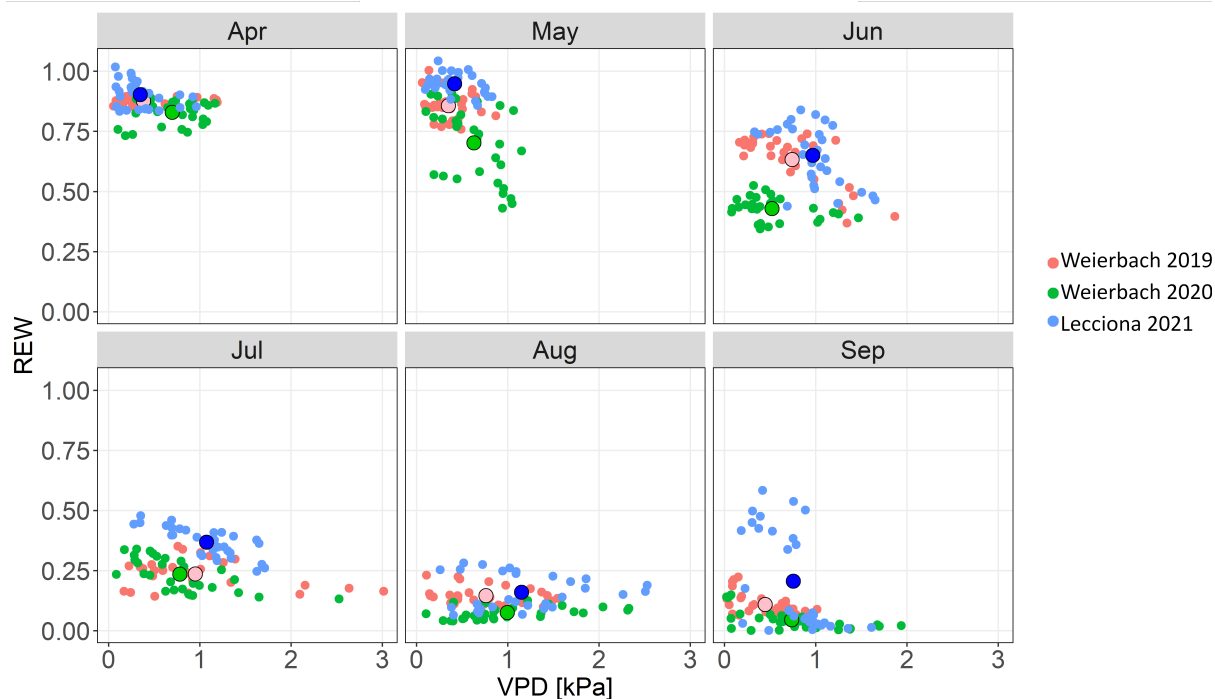 Apr May Jun
1.00
0.75
0.50
0.25
0.00
REW
Weierbach 2019
Weierbach 2020
Lecciona 2021
Jul Aug Sep
1.00
0.75
0.50
0.25
0.00
0 1 2 3 0 1 2 3 0 1 2 3
VPD [kPa]